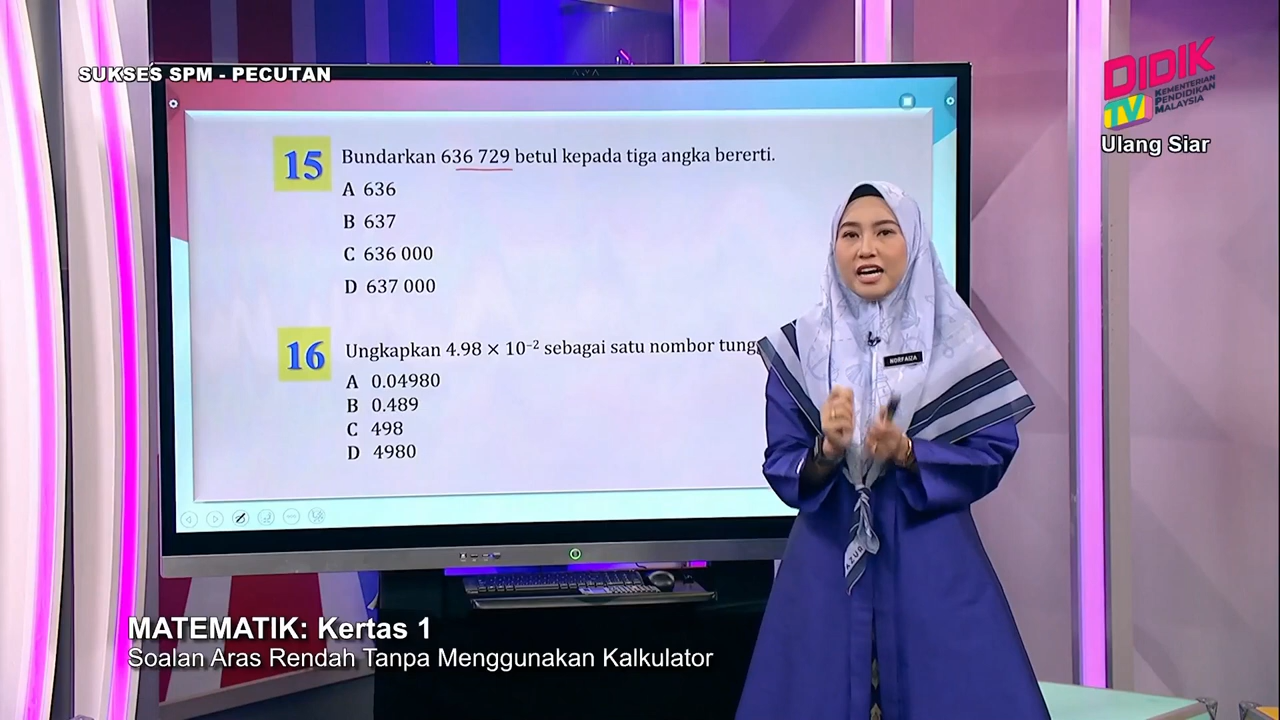 SUKSES SPM - PECUTAN
DIDIK
TV
KEMENTERIAN
PENDIDIKAN
MALAYSIA
Ulang Siar
15
Bundarkan 636 729 betul kepada tiga angka bererti.
A 636
B 637
C 636 000
D 637 000
16
Ungkapkan 4.98 × 10⁻² sebagai satu nombor
A 0.04980
B 0.489
C 498
D 4980
NORFAIZA
MATEMATIK: Kertas 1
Soalan Aras Rendah Tanpa Menggunakan Kalkulator